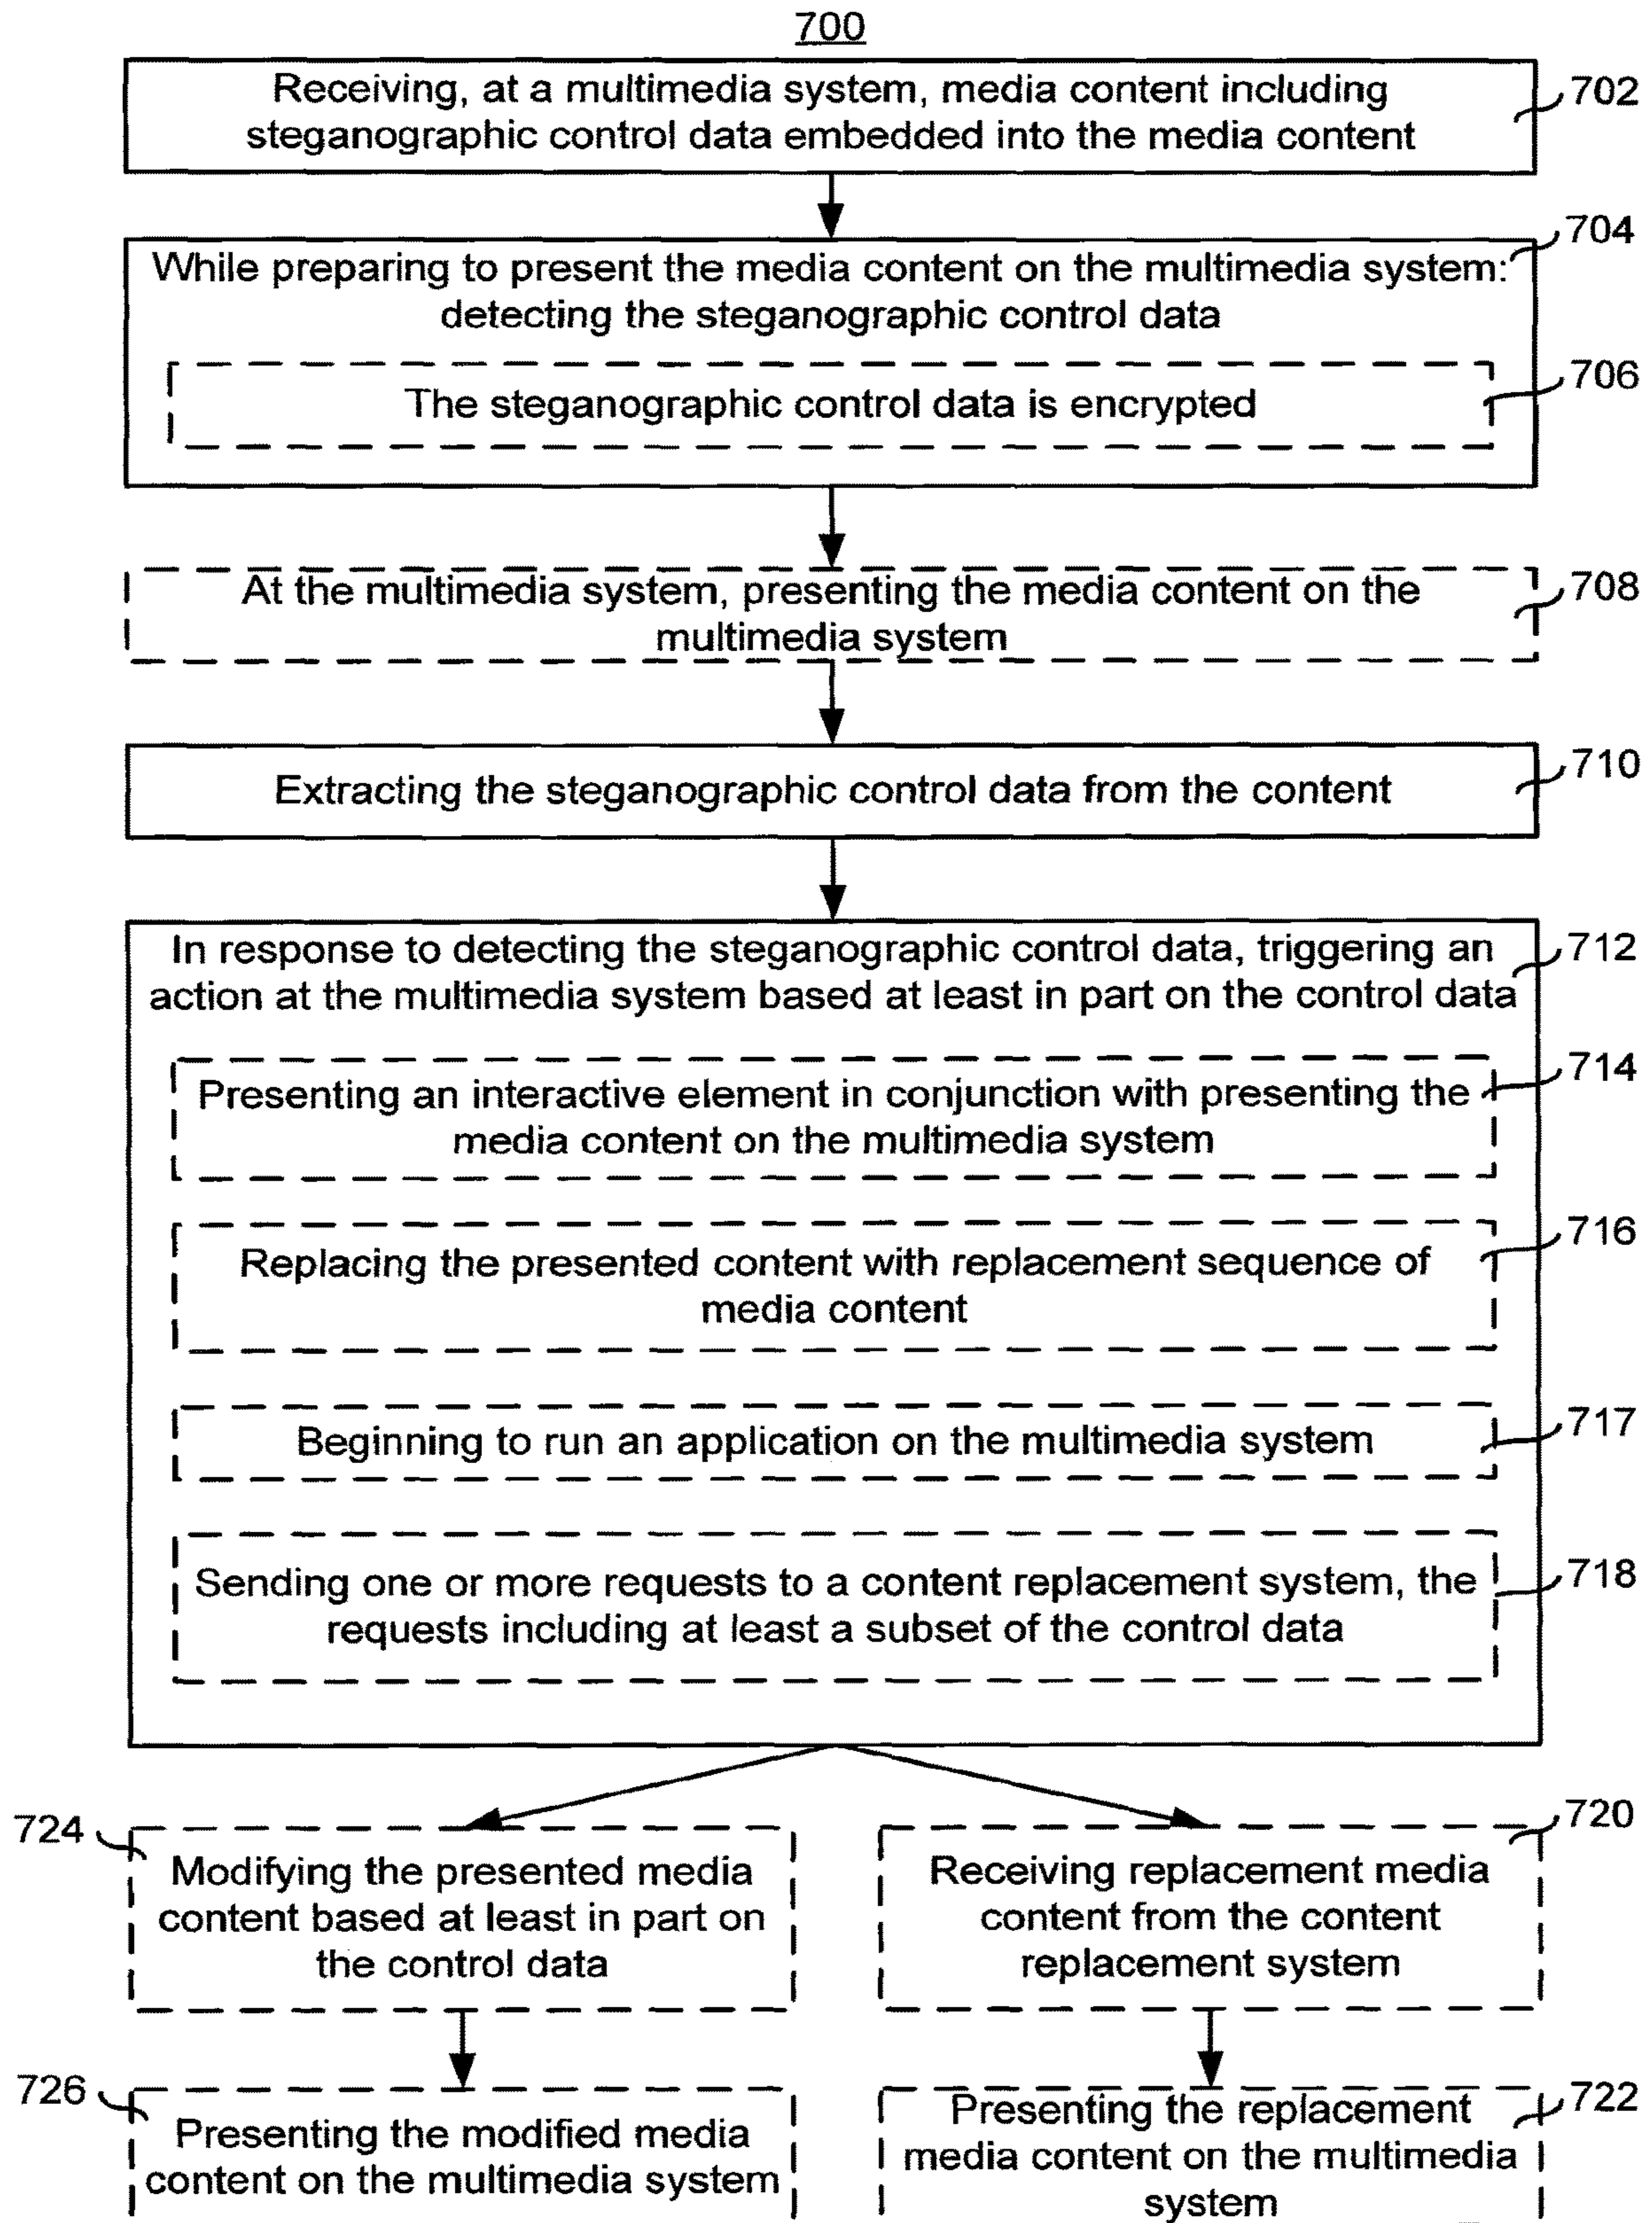 700
Receiving, at a multimedia system, media content including
steganographic control data embedded into the media content
702
704
While preparing to present the media content on the multimedia system:
detecting the steganographic control data
706
The steganographic control data is encrypted
At the multimedia system, presenting the media content on the
multimedia system
708
Extracting the steganographic control data from the content
710
In response to detecting the steganographic control data, triggering an
action at the multimedia system based at least in part on the control data
712
Presenting an interactive element in conjunction with presenting the
media content on the multimedia system
714
Replacing the presented content with replacement sequence of
media content
716
Beginning to run an application on the multimedia system
717
Sending one or more requests to a content replacement system, the
requests including at least a subset of the control data
718
724
Modifying the presented media
content based at least in part on
the control data
720
Receiving replacement media
content from the content
replacement system
726
Presenting the modified media
content on the multimedia system
722
Presenting the replacement
media content on the multimedia
system